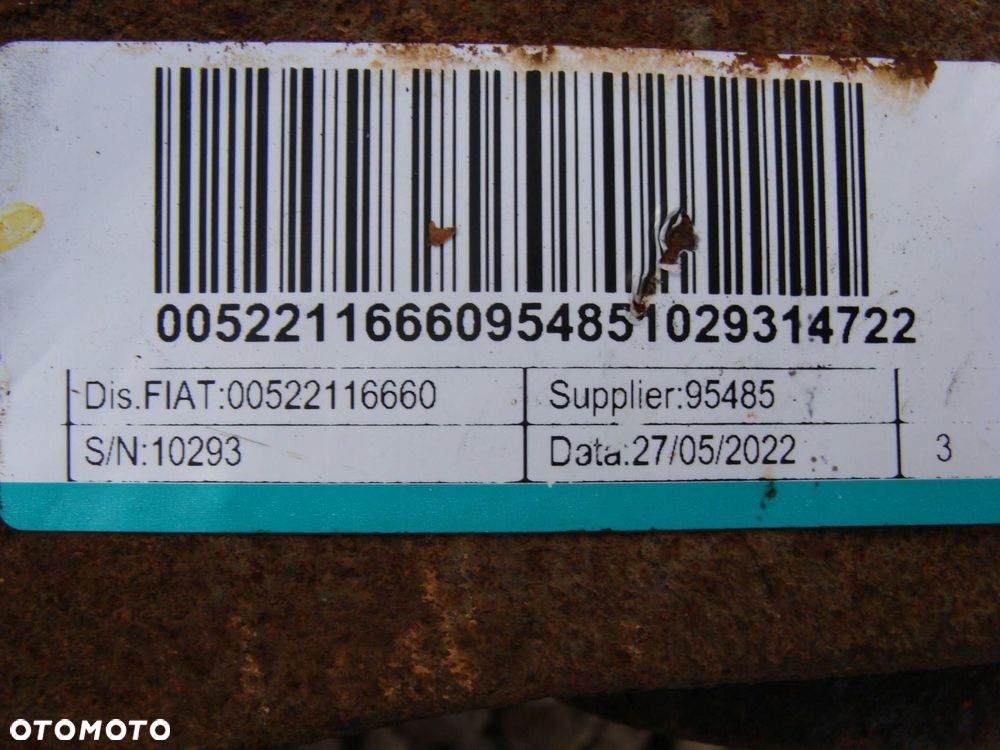 00522116660954851029314722
Dis.FIAT:00522116660 Supplier:95485
S/N:10293 Data:27/05/2022 3
OTOMOTO